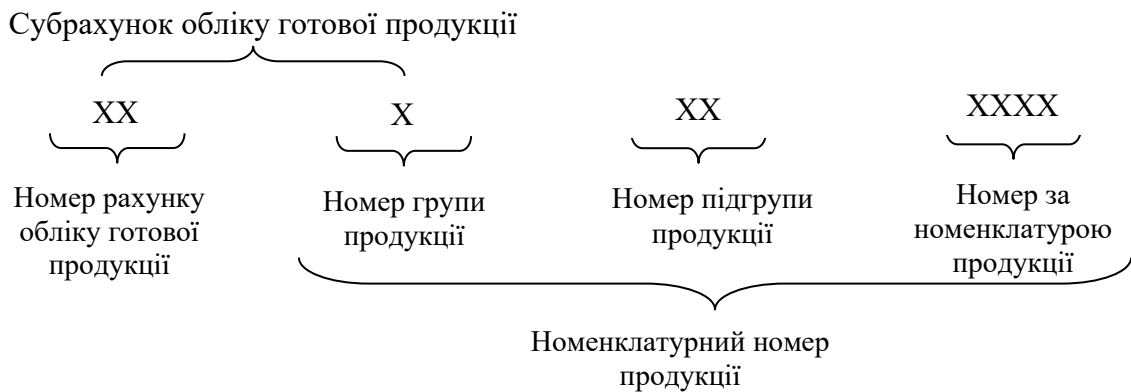 Субрахунок обліку готової продукції
XX X XX XXXX
Номер рахунку
обліку готової
продукції
Номер групи
продукції
Номер підгрупи
продукції
Номер за
номенклатурою
продукції
Номенклатурний номер
продукції